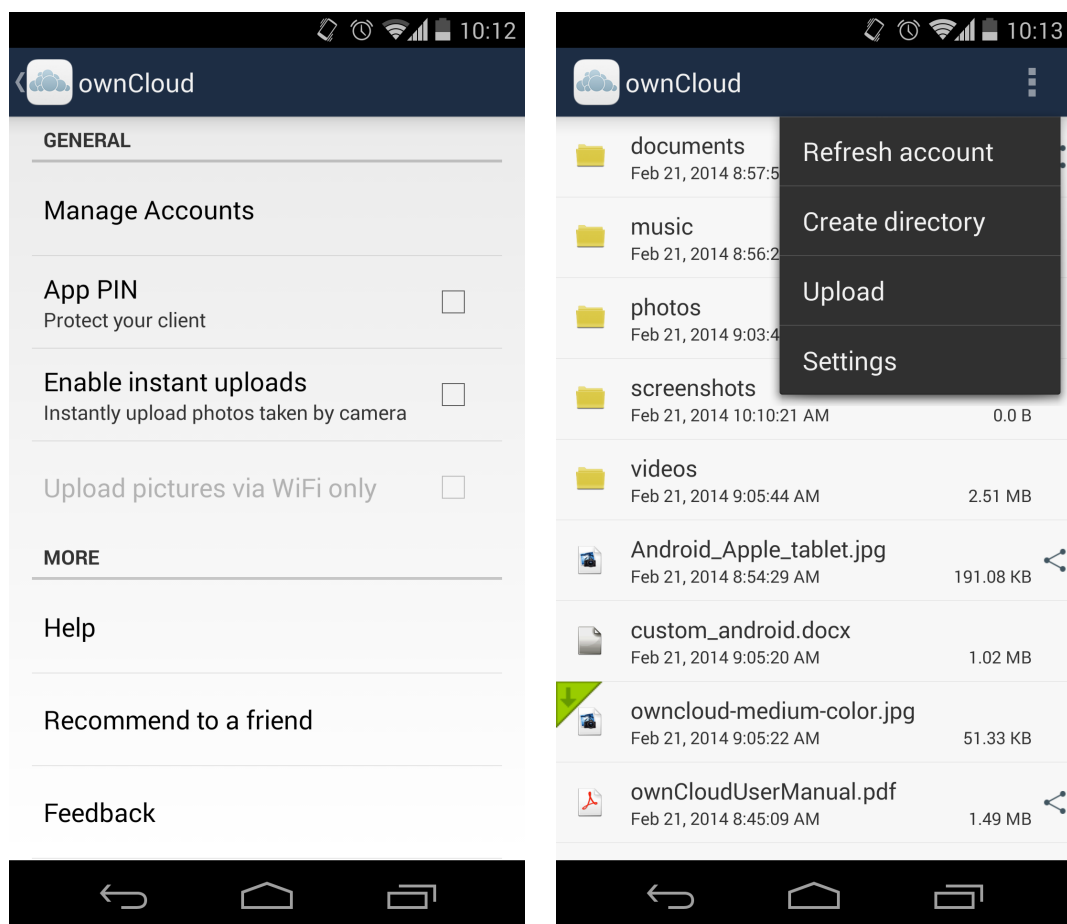 10:12
ownCloud
GENERAL
Manage Accounts
App PIN
Protect your client
Enable instant uploads
Instantly upload photos taken by camera
Upload pictures via WiFi only
MORE
Help
Recommend to a friend
Feedback
10:13
ownCloud
Refresh account
Create directory
Upload
Settings
documents
Feb 21, 2014 8:57:5
music
Feb 21, 2014 8:56:2
photos
Feb 21, 2014 9:03:4
screenshots
Feb 21, 2014 10:10:21 AM 0.0 B
videos
Feb 21, 2014 9:05:44 AM 2.51 MB
Android_Apple_tablet.jpg
Feb 21, 2014 8:54:29 AM 191.08 KB
custom_android.docx
Feb 21, 2014 9:05:20 AM 1.02 MB
owncloud-medium-color.jpg
Feb 21, 2014 9:05:22 AM 51.33 KB
ownCloudUserManual.pdf
Feb 21, 2014 8:45:09 AM 1.49 MB